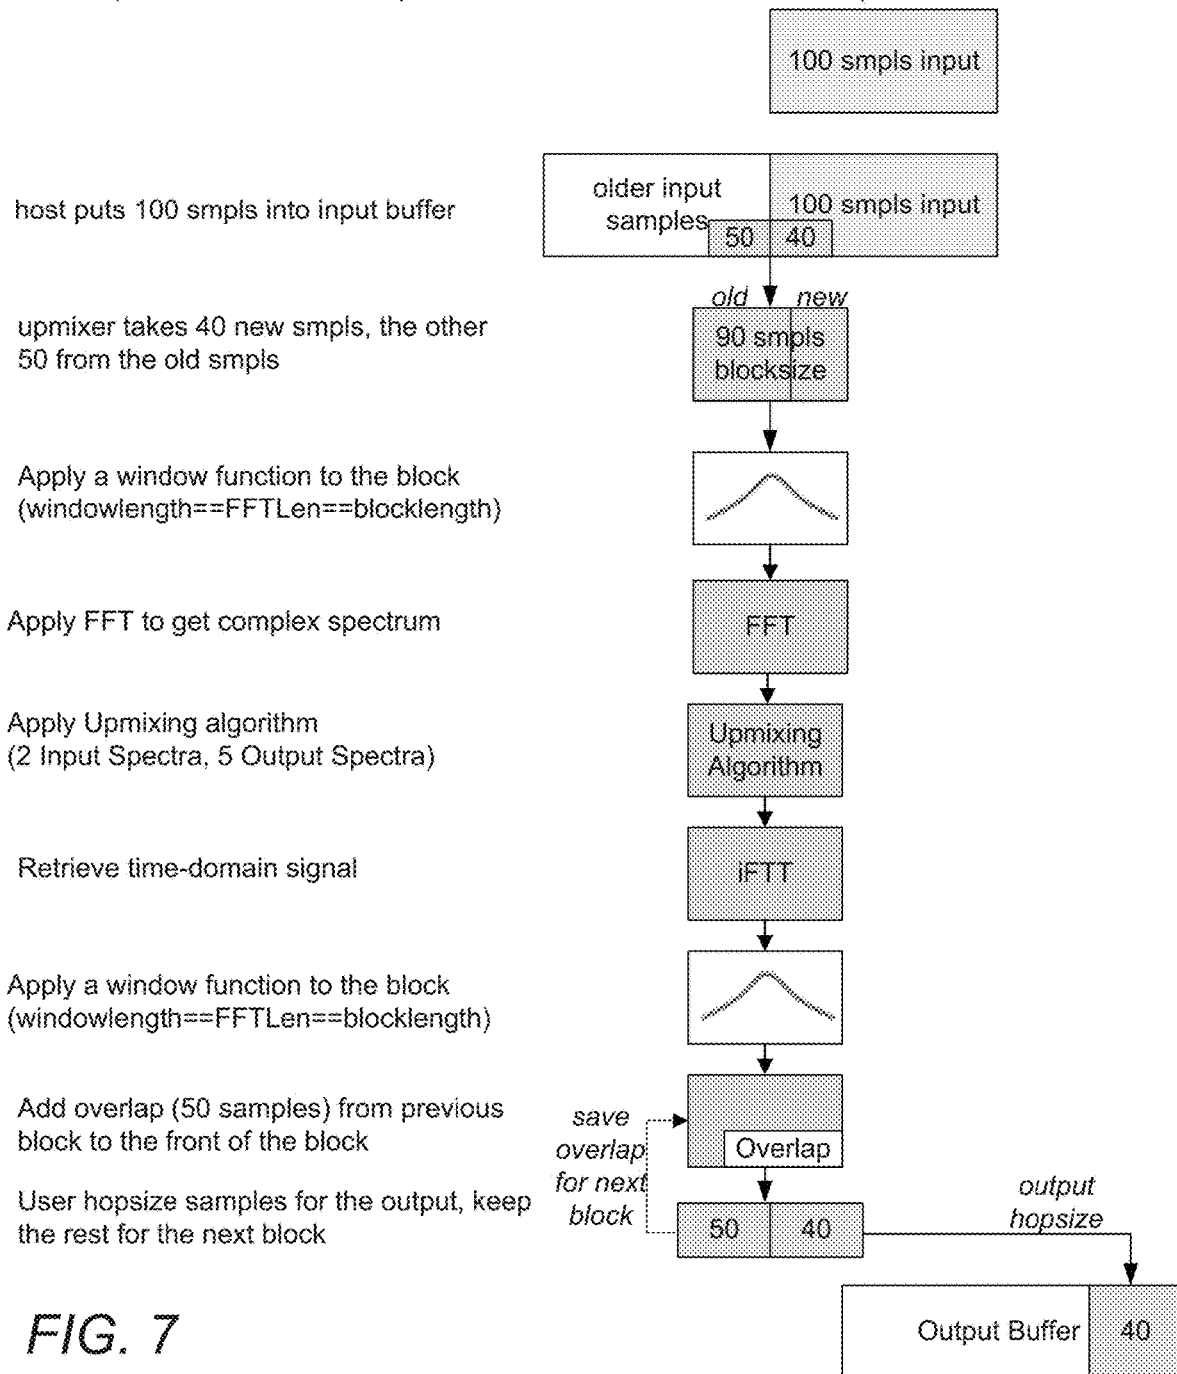 100 smpls input
host puts 100 smpls into input buffer
older input
samples
100 smpls input
50
40
upmixer takes 40 new smpls, the other
50 from the old smpls
old
new
90 smpls
blocksize
Apply a window function to the block
(windowlength==FFTLen==blocklength)
Apply FFT to get complex spectrum
FFT
Apply Upmixing algorithm
(2 Input Spectra, 5 Output Spectra)
Upmixing
Algorithm
Retrieve time-domain signal
iFTT
Apply a window function to the block
(windowlength==FFTLen==blocklength)
Add overlap (50 samples) from previous
block to the front of the block
save
overlap
for next
block
Overlap
User hopsize samples for the output, keep
the rest for the next block
50
40
output
hopsize
Output Buffer
40
FIG. 7